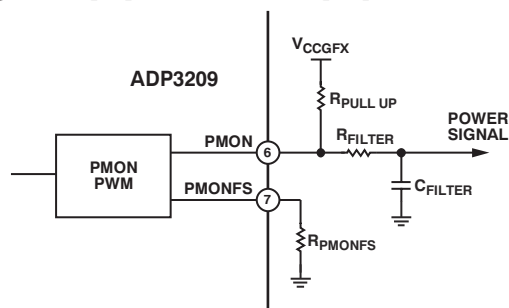 VCCGFX
ADP3209
RPULL UP
POWER
SIGNAL
PMON
6
RFILTER
PMON
PWM
CFILTER
PMONFS
7
RPMONFS